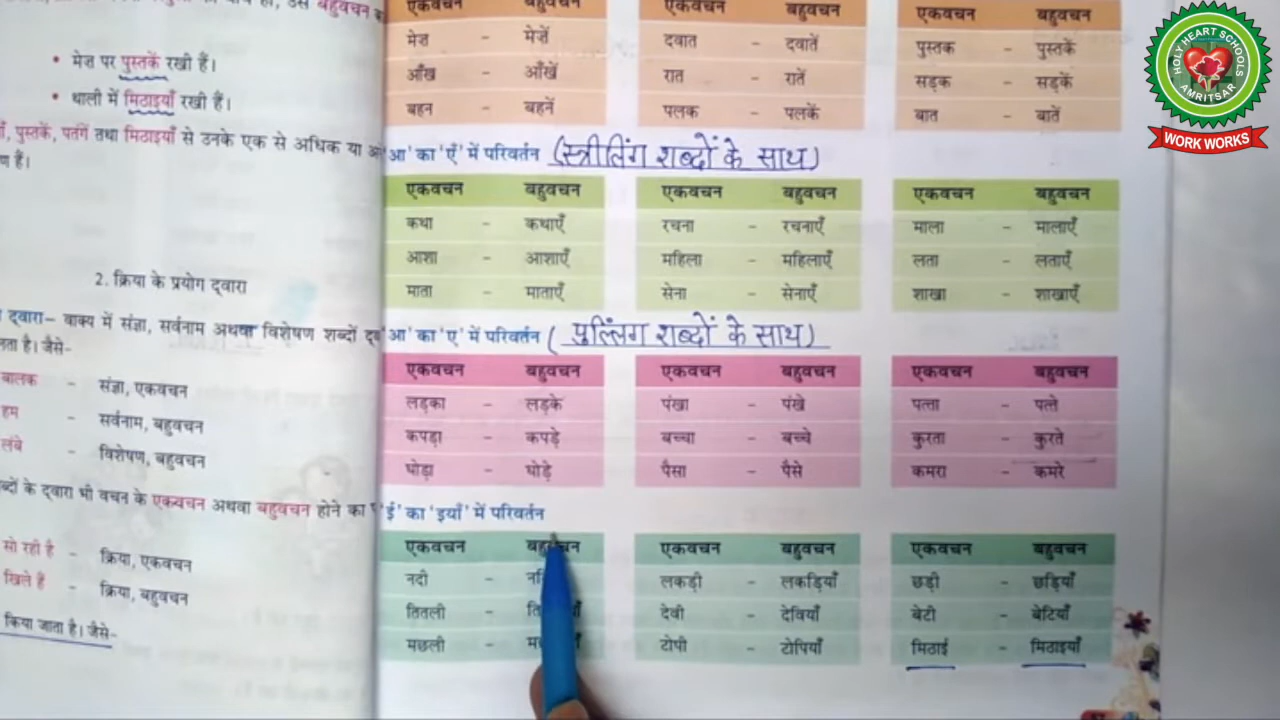 उसे बहुवचन
• मेज़ पर पुस्तकें रखी हैं।
• थाली में मिठाइयाँ रखी हैं।
पुस्तकें, पतंगें तथा मिठाइयाँ से उनके एक से अधिक या
हैं।
2. क्रिया के प्रयोग द्वारा
द्वारा– वाक्य में संज्ञा, सर्वनाम अथवा विशेषण शब्दों
है। जैसे–
बालक – संज्ञा, एकवचन
हम – सर्वनाम, बहुवचन
लंबे – विशेषण, बहुवचन
के द्वारा भी वचन के एकवचन अथवा बहुवचन होने का
सो रही है – क्रिया, एकवचन
खिले हैं – क्रिया, बहुवचन
किया जाता है। जैसे–
एकवचन बहुवचन एकवचन बहुवचन एकवचन बहुवचन
मेज़ – मेज़ें दवात – दवातें पुस्तक – पुस्तकें
आँख – आँखें रात – रातें सड़क – सड़कें
बहन – बहनें पलक – पलकें बात – बातें
'आ' का 'एँ' में परिवर्तन (स्त्रीलिंग शब्दों के साथ)
एकवचन बहुवचन एकवचन बहुवचन एकवचन बहुवचन
कथा – कथाएँ रचना – रचनाएँ माला – मालाएँ
आशा – आशाएँ महिला – महिलाएँ लता – लताएँ
माता – माताएँ सेना – सेनाएँ शाखा – शाखाएँ
'आ' का 'ए' में परिवर्तन (पुल्लिंग शब्दों के साथ)
एकवचन बहुवचन एकवचन बहुवचन एकवचन बहुवचन
लड़का – लड़के पंखा – पंखे पत्ता – पत्ते
कपड़ा – कपड़े बच्चा – बच्चे कुरता – कुरते
घोड़ा – घोड़े पैसा – पैसे कमरा – कमरे
'ई' का 'इयाँ' में परिवर्तन
एकवचन बहुवचन एकवचन बहुवचन एकवचन बहुवचन
नदी – लकड़ी – लकड़ियाँ छड़ी – छड़ियाँ
तितली – देवी – देवियाँ बेटी – बेटियाँ
मछली – टोपी – टोपियाँ मिठाई – मिठाइयाँ
HOLY HEART SCHOOLS
AMRITSAR
WORK WORKS